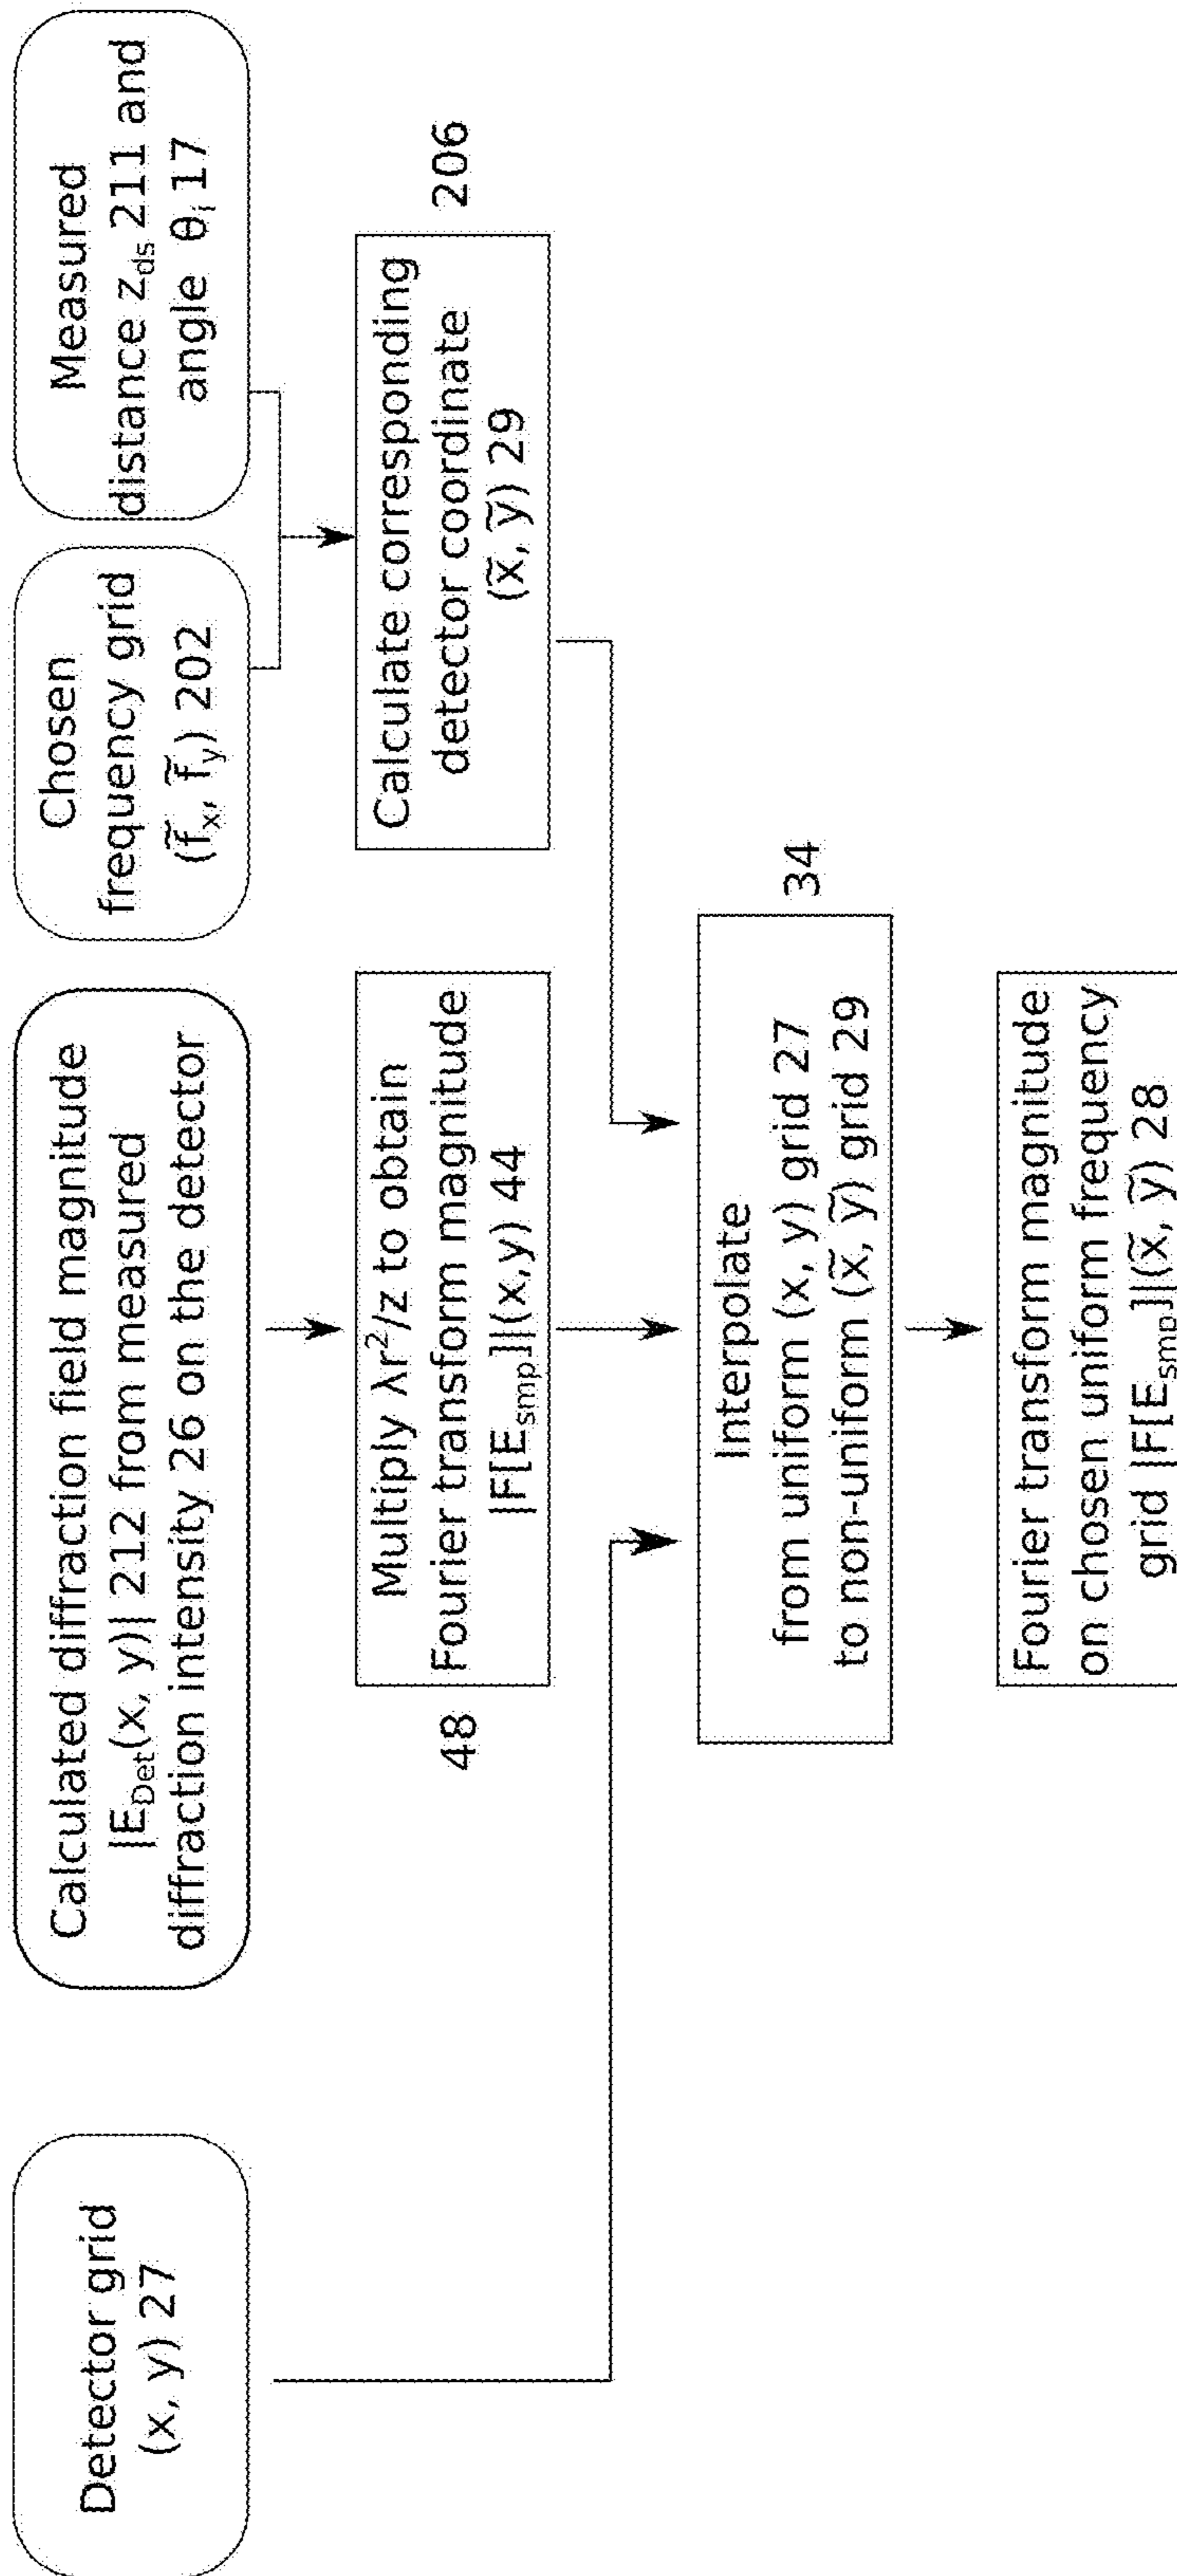 Detector grid
(x, y) 27
Calculated diffraction field magnitude
|E_Det(x, y)| 212 from measured
diffraction intensity 26 on the detector
Chosen
frequency grid
(f̃_x, f̃_y) 202
Measured
distance z_ds 211 and
angle θ_i 17
48
Multiply λr²/z to obtain
Fourier transform magnitude
|F[E_smp]|(x,y) 44
Calculate corresponding
detector coordinate
(x̃, ỹ) 29
206
Interpolate
from uniform (x, y) grid 27
to non-uniform (x̃, ỹ) grid 29
34
Fourier transform magnitude
on chosen uniform frequency
grid |F[E_smp]|(x̃, ỹ) 28